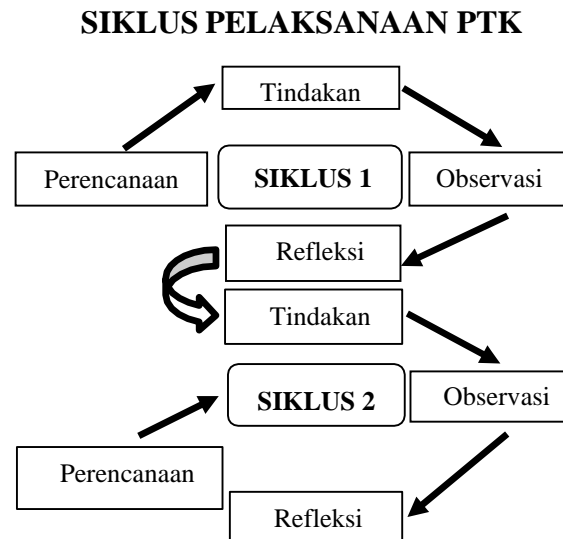 SIKLUS PELAKSANAAN PTK
Tindakan
Perencanaan
SIKLUS 1
Observasi
Refleksi
Tindakan
SIKLUS 2
Observasi
Perencanaan
Refleksi